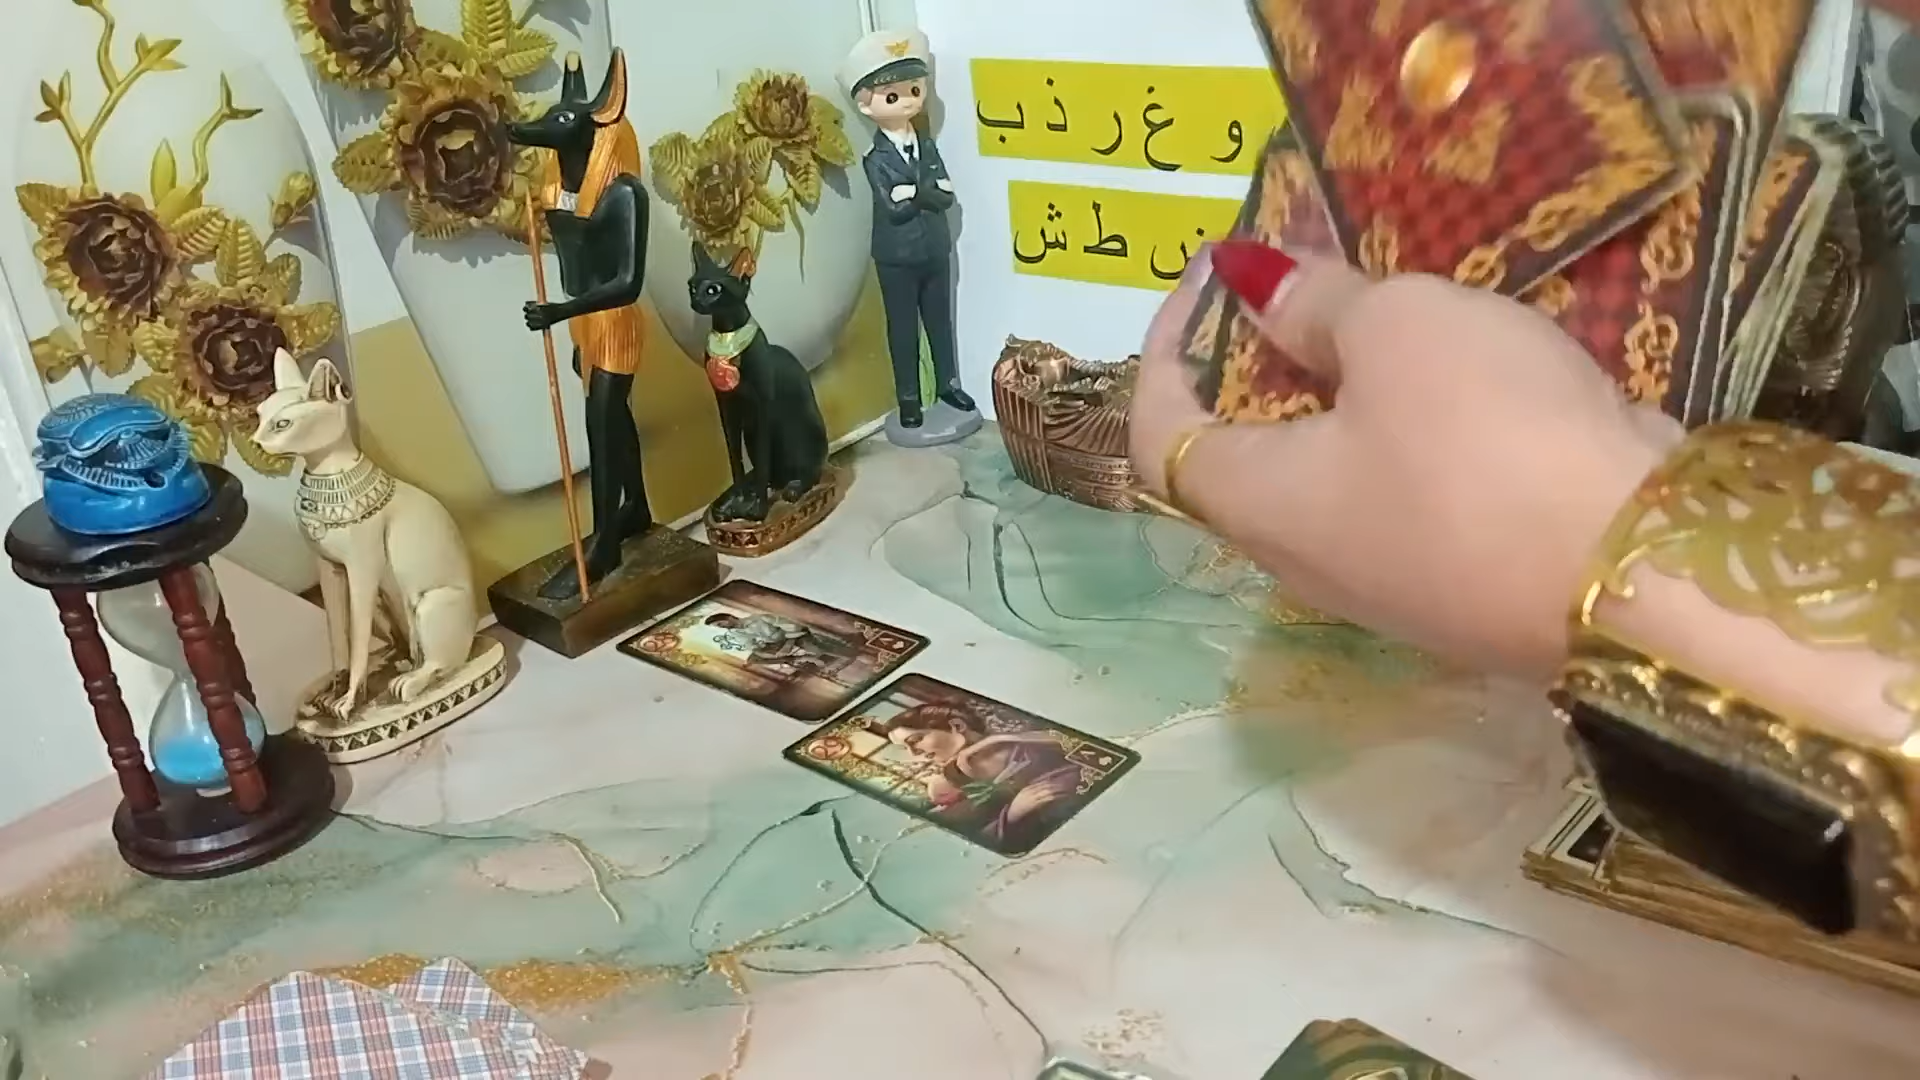 و غ ر ذ ب
ط ش